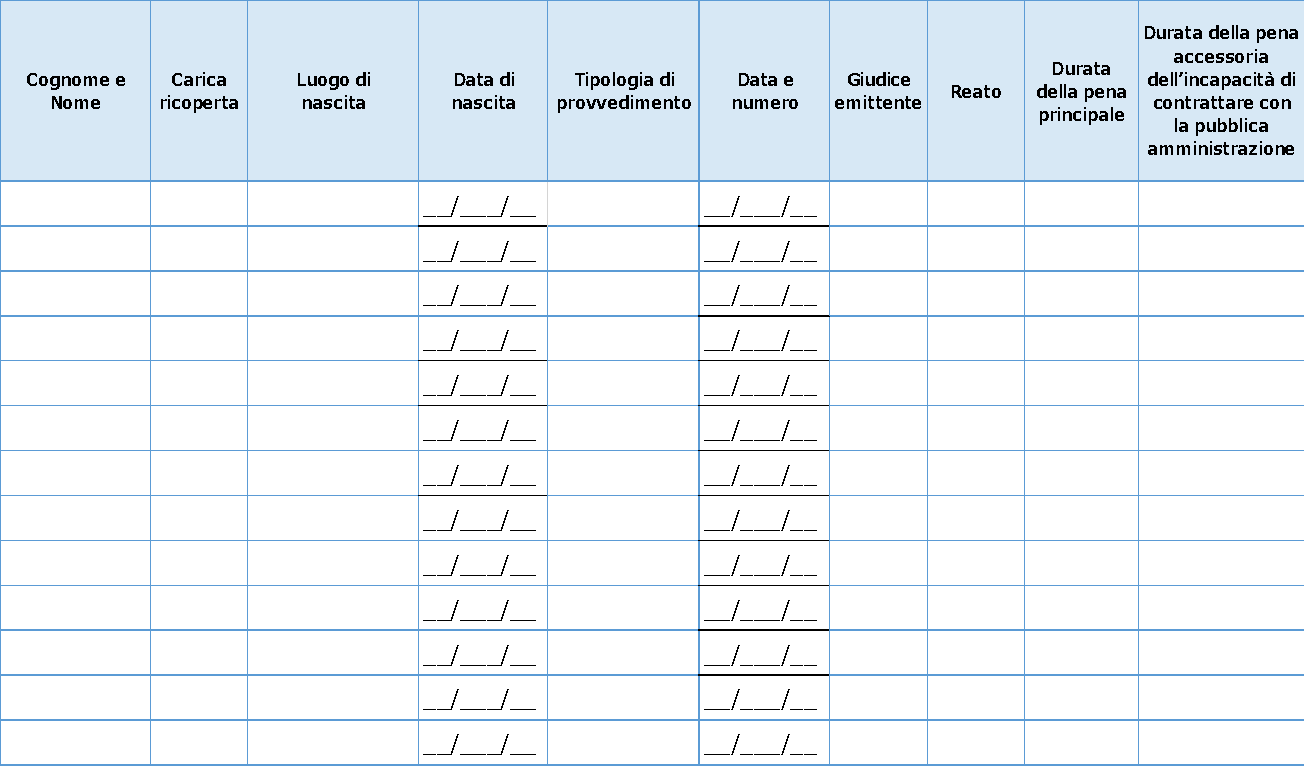 Cognome e
Nome
Carica
ricoperta
Luogo di
nascita
Data di
nascita
Tipologia di
provvedimento
Data e
numero
Giudice
emittente
Reato
Durata
della pena
principale
Durata della pena
accessoria
dell’incapacità di
contrattare con
la pubblica
amministrazione
__/___/__ __/___/__
__/___/__ __/___/__
__/___/__ __/___/__
__/___/__ __/___/__
__/___/__ __/___/__
__/___/__ __/___/__
__/___/__ __/___/__
__/___/__ __/___/__
__/___/__ __/___/__
__/___/__ __/___/__
__/___/__ __/___/__
__/___/__ __/___/__
__/___/__ __/___/__